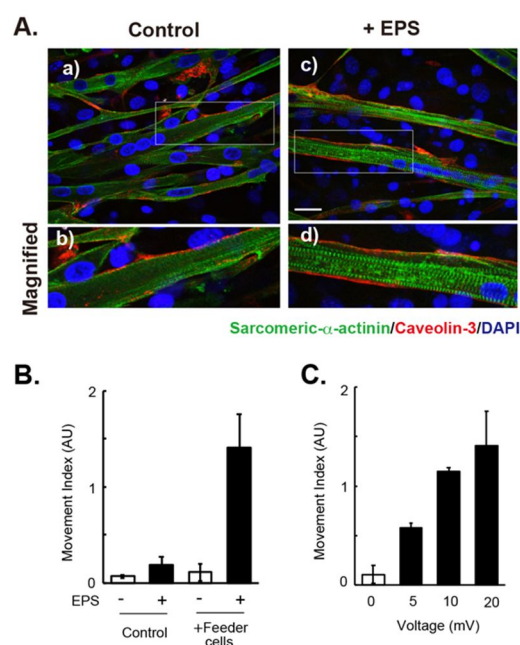 A.
Control
+ EPS
Magnified
a)
c)
b)
d)
Sarcomeric-α-actinin/Caveolin-3/DAPI
B.
Movement Index (AU)
2
1
0
EPS
- + - +
Control
+Feeder
cells
C.
Movement Index (AU)
2
1
0
0 5 10 20
Voltage (mV)